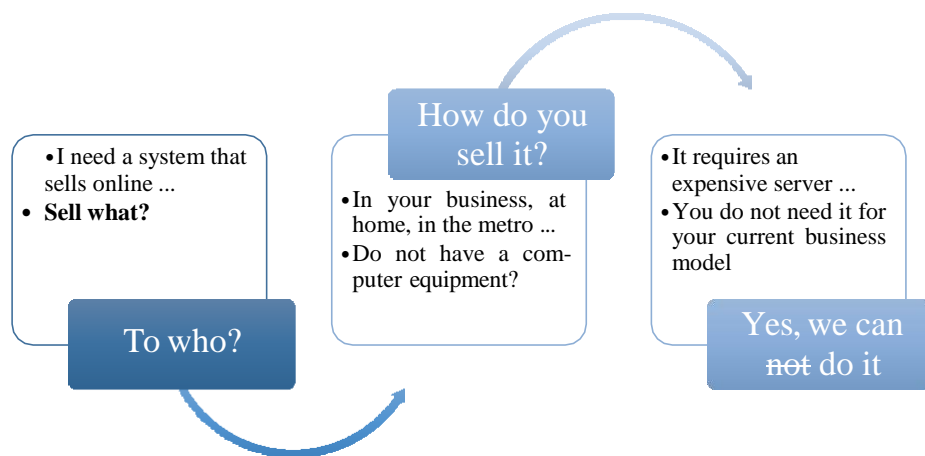 •I need a system that
sells online ...
• Sell what?
To who?
How do you
sell it?
•In your business, at
home, in the metro ...
•Do not have a com-
puter equipment?
•It requires an
expensive server ...
•You do not need it for
your current business
model
Yes, we can
not do it